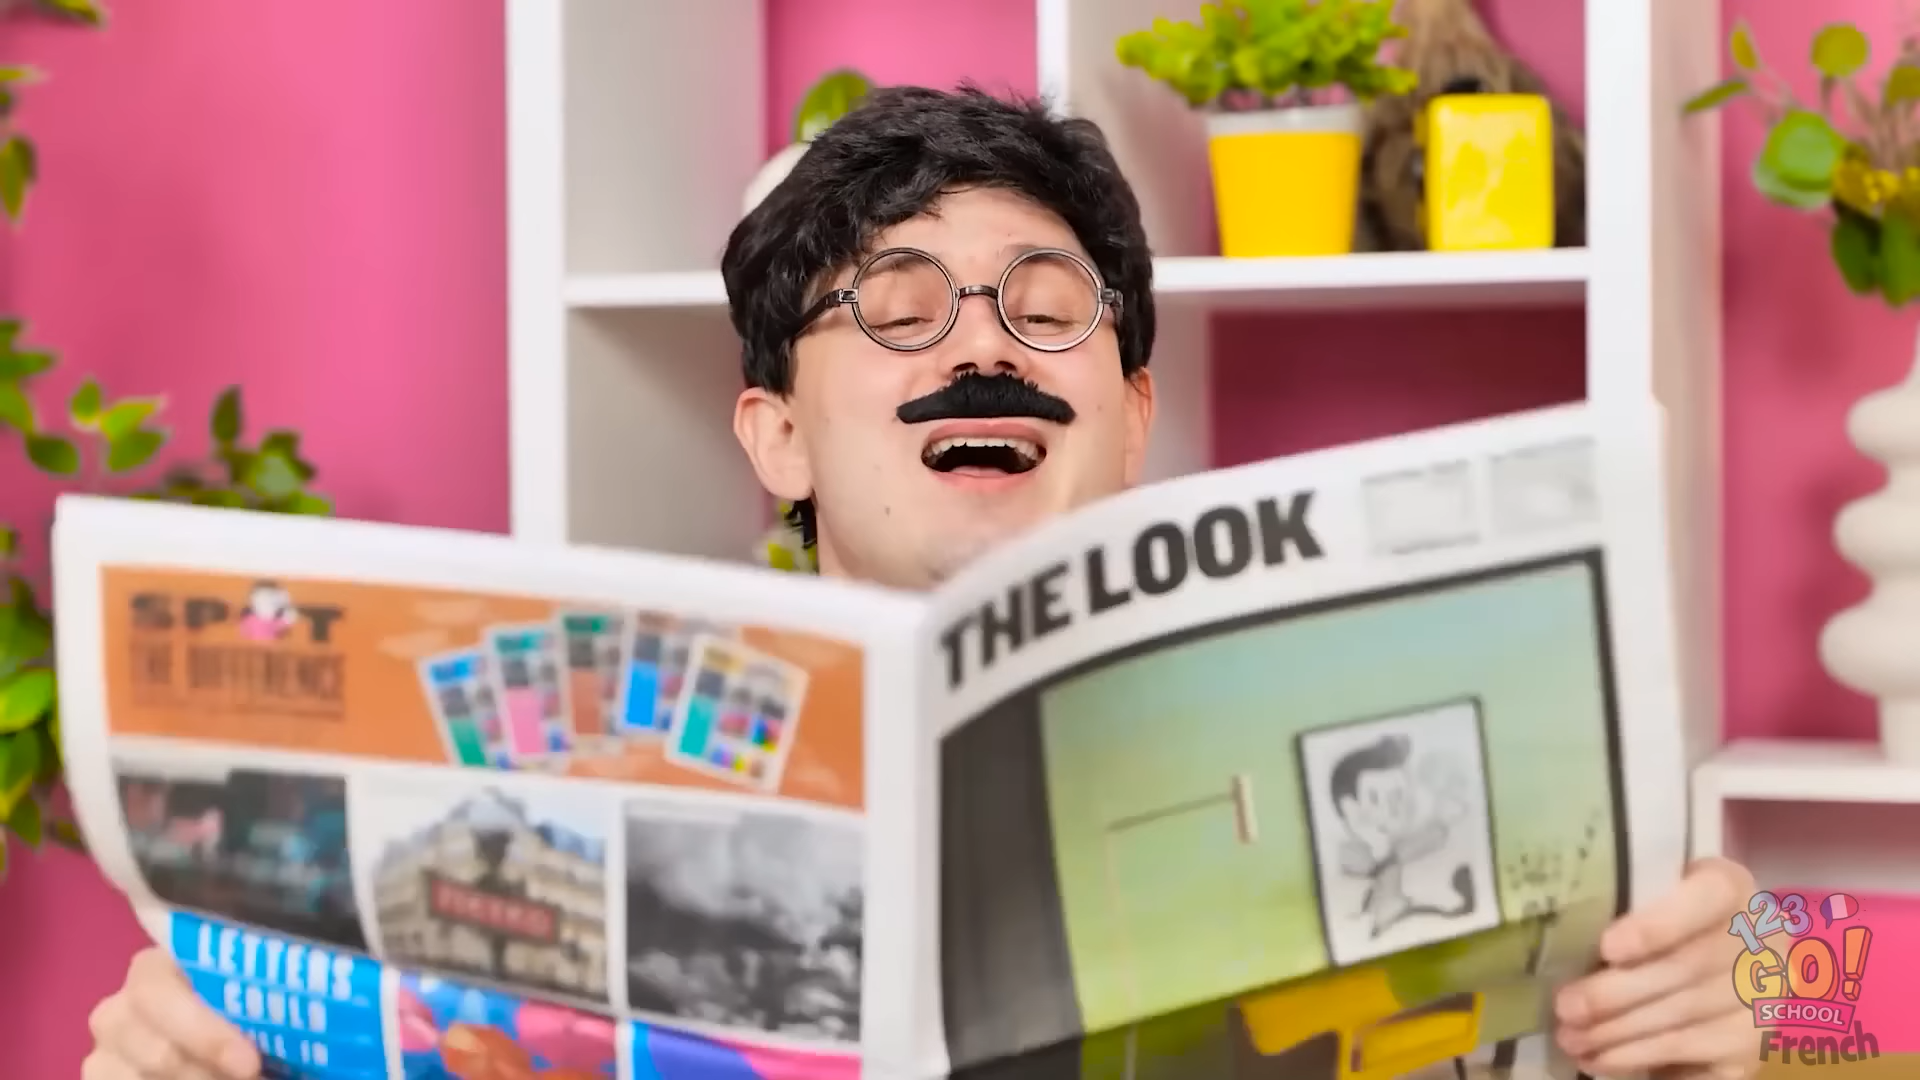 SPOT
THE DIFFERENCE
THE LOOK
LETTERS
COULD
123
GO!
SCHOOL
French